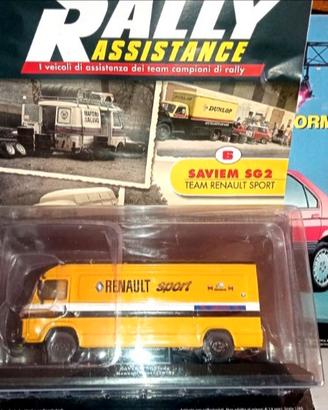 RALLY
ASSISTANCE
I veicoli di assistenza dei team campioni di rally
DUNLOP
6
SAVIEM SG2
TEAM RENAULT SPORT
ORM
RENAULT sport